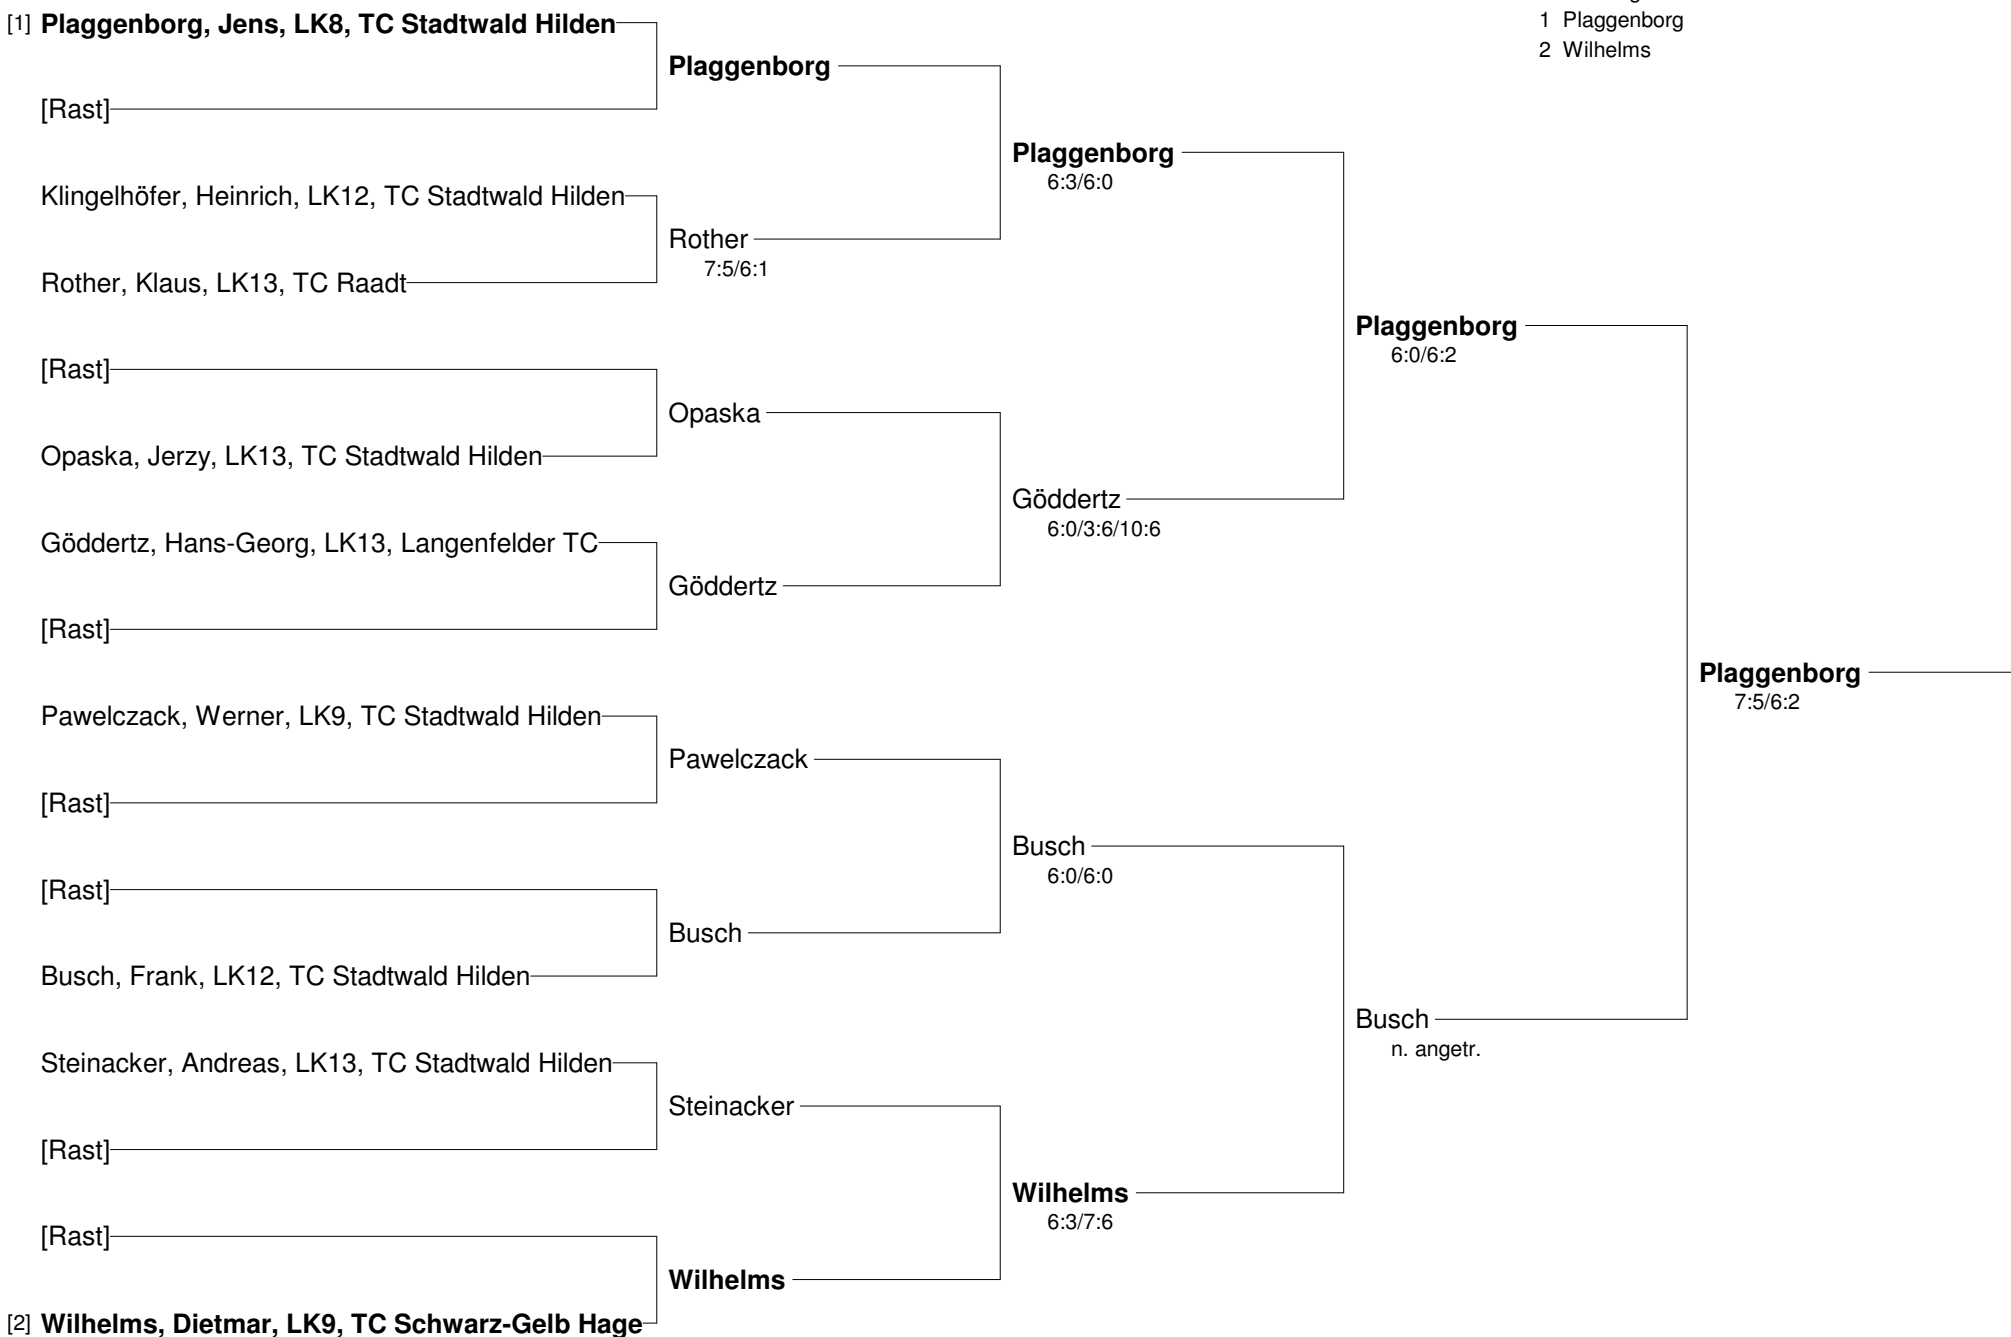 1 Plaggenborg
2 Wilhelms
[1] Plaggenborg, Jens, LK8, TC Stadtwald Hilden
[Rast]
Klingelhöfer, Heinrich, LK12, TC Stadtwald Hilden
Rother, Klaus, LK13, TC Raadt
[Rast]
Opaska, Jerzy, LK13, TC Stadtwald Hilden
Göddertz, Hans-Georg, LK13, Langenfelder TC
[Rast]
Pawelczack, Werner, LK9, TC Stadtwald Hilden
[Rast]
[Rast]
Busch, Frank, LK12, TC Stadtwald Hilden
Steinacker, Andreas, LK13, TC Stadtwald Hilden
[Rast]
[Rast]
[2] Wilhelms, Dietmar, LK9, TC Schwarz-Gelb Hage
Plaggenborg
Rother
7:5/6:1
Opaska
Göddertz
Pawelczack
Busch
Steinacker
Wilhelms
Plaggenborg
6:3/6:0
Göddertz
6:0/3:6/10:6
Busch
6:0/6:0
Wilhelms
6:3/7:6
Plaggenborg
6:0/6:2
Busch
n. angetr.
Plaggenborg
7:5/6:2